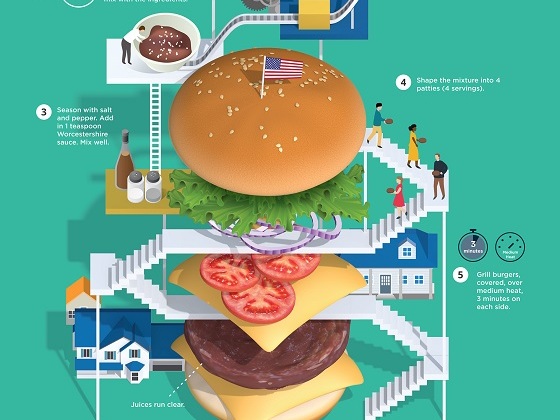 mix with the ingredients.
3
Season with salt
and pepper. Add
in 1 teaspoon
Worcestershire
sauce. Mix well.
4
Shape the mixture into 4
patties (4 servings).
3
minutes
Medium
heat
5
Grill burgers,
covered, over
medium heat,
3 minutes on
each side.
Juices run clear.